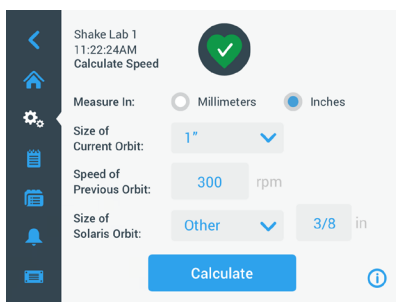 Shake Lab 1
11:22:24AM
Calculate Speed
Measure In: Millimeters Inches
Size of
Current Orbit: 1"
Speed of
Previous Orbit: 300 rpm
Size of
Solaris Orbit: Other 3/8 in
Calculate